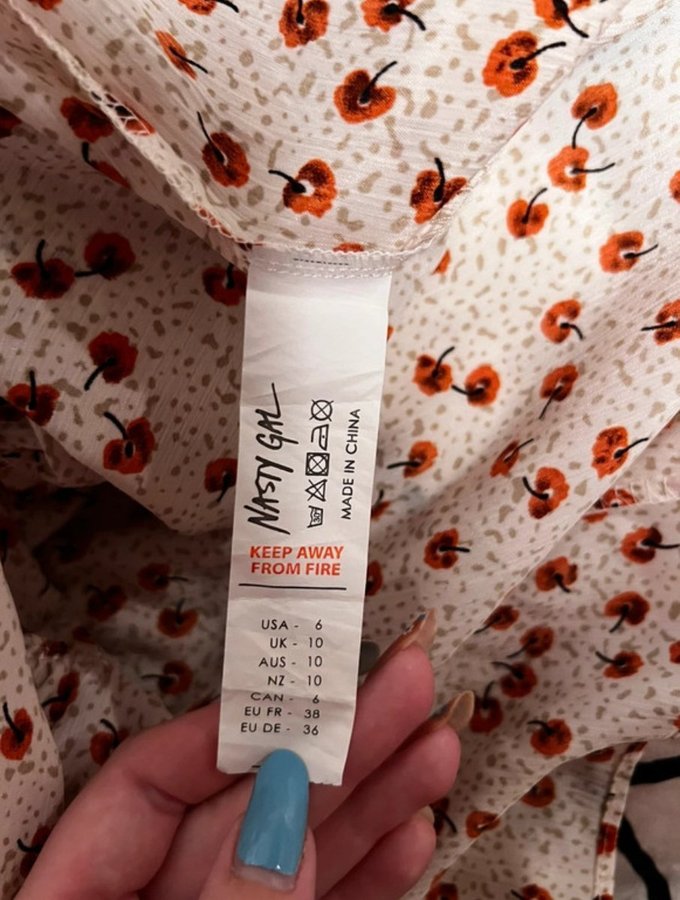 NASTY GAL
30°
MADE IN CHINA
KEEP AWAY
FROM FIRE
USA - 6
UK - 10
AUS - 10
NZ - 10
CAN - 6
EU FR - 38
EU DE - 36